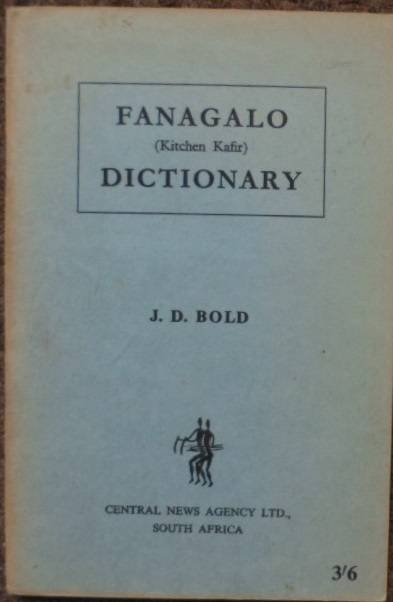 FANAGALO
(Kitchen Kafir)
DICTIONARY
J. D. BOLD
CENTRAL NEWS AGENCY LTD.,
SOUTH AFRICA
3/6